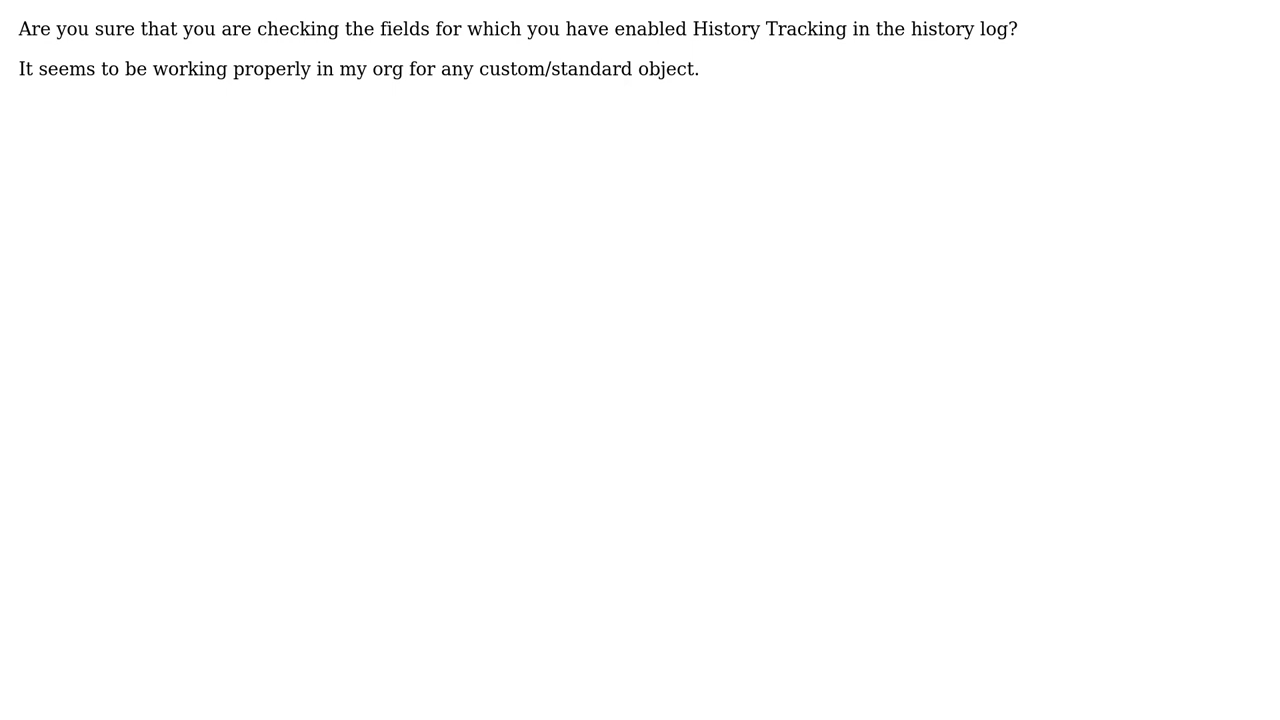 Are you sure that you are checking the fields for which you have enabled History Tracking in the history log?
It seems to be working properly in my org for any custom/standard object.